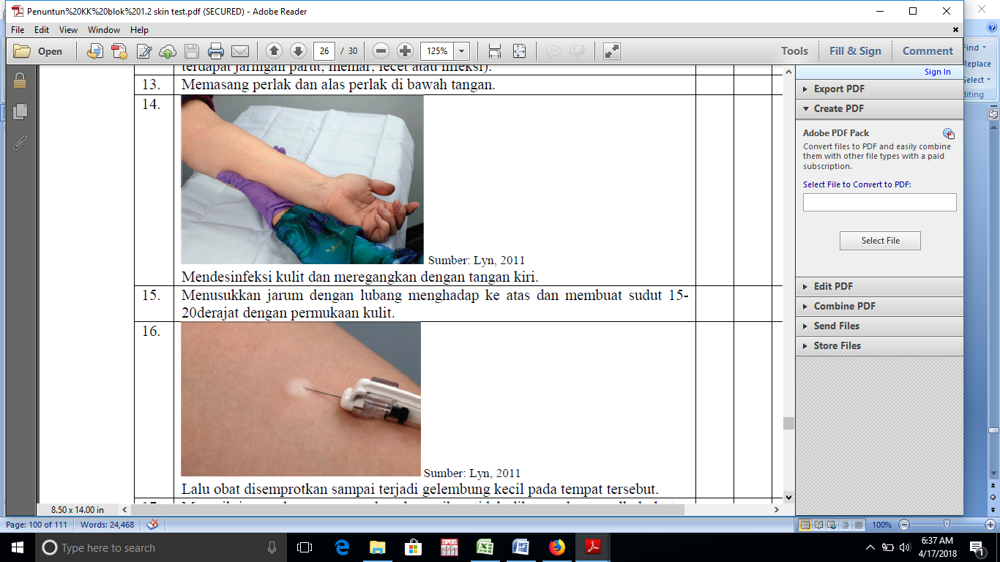 Penuntun%20KK%20blok%201.2 skin test.pdf (SECURED) - Adobe Reader
File Edit View Window Help
Open 26 / 30 125% Tools Fill & Sign Comment
terdapat jaringan parut, memar, lecet atau infeksi).
13. Memasang perlak dan alas perlak di bawah tangan.
14.
Sumber: Lyn, 2011
Mendesinfeksi kulit dan meregangkan dengan tangan kiri.
15. Menusukkan jarum dengan lubang menghadap ke atas dan membuat sudut 15-
20derajat dengan permukaan kulit.
16.
Sumber: Lyn, 2011
Lalu obat disemprotkan sampai terjadi gelembung kecil pada tempat tersebut.
8.50 x 14.00 in
Sign In
Export PDF
Create PDF
Adobe PDF Pack
Convert files to PDF and easily combine
them with other file types with a paid
subscription.
Select File to Convert to PDF:
Select File
Edit PDF
Combine PDF
Send Files
Store Files
Find
Replace
Select
diting
Page: 100 of 111 Words: 24,468 100%
Type here to search
SPSS
6:37 AM
4/17/2018
1